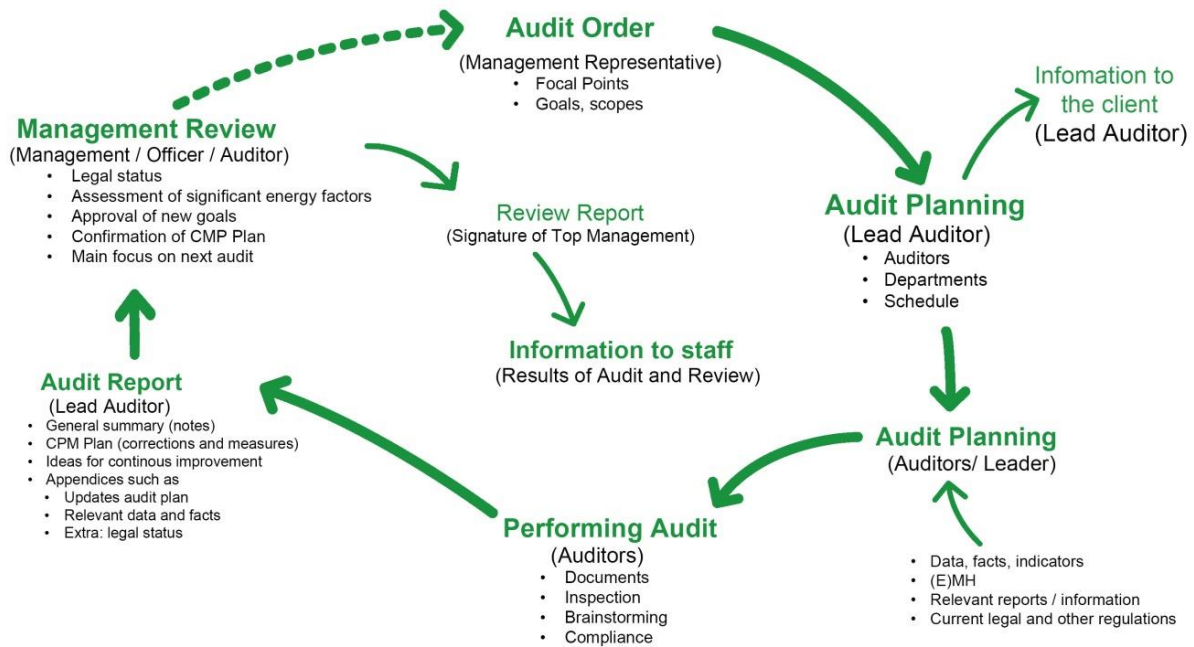 Audit Order
(Management Representative)
• Focal Points
• Goals, scopes
Infomation to
the client
(Lead Auditor)
Audit Planning
(Lead Auditor)
• Auditors
• Departments
• Schedule
Audit Planning
(Auditors/ Leader)
• Data, facts, indicators
• (E)MH
• Relevant reports / information
• Current legal and other regulations
Performing Audit
(Auditors)
• Documents
• Inspection
• Brainstorming
• Compliance
Audit Report
(Lead Auditor)
• General summary (notes)
• CPM Plan (corrections and measures)
• Ideas for continous improvement
• Appendices such as
• Updates audit plan
• Relevant data and facts
• Extra: legal status
Management Review
(Management / Officer / Auditor)
• Legal status
• Assessment of significant energy factors
• Approval of new goals
• Confirmation of CMP Plan
• Main focus on next audit
Review Report
(Signature of Top Management)
Information to staff
(Results of Audit and Review)